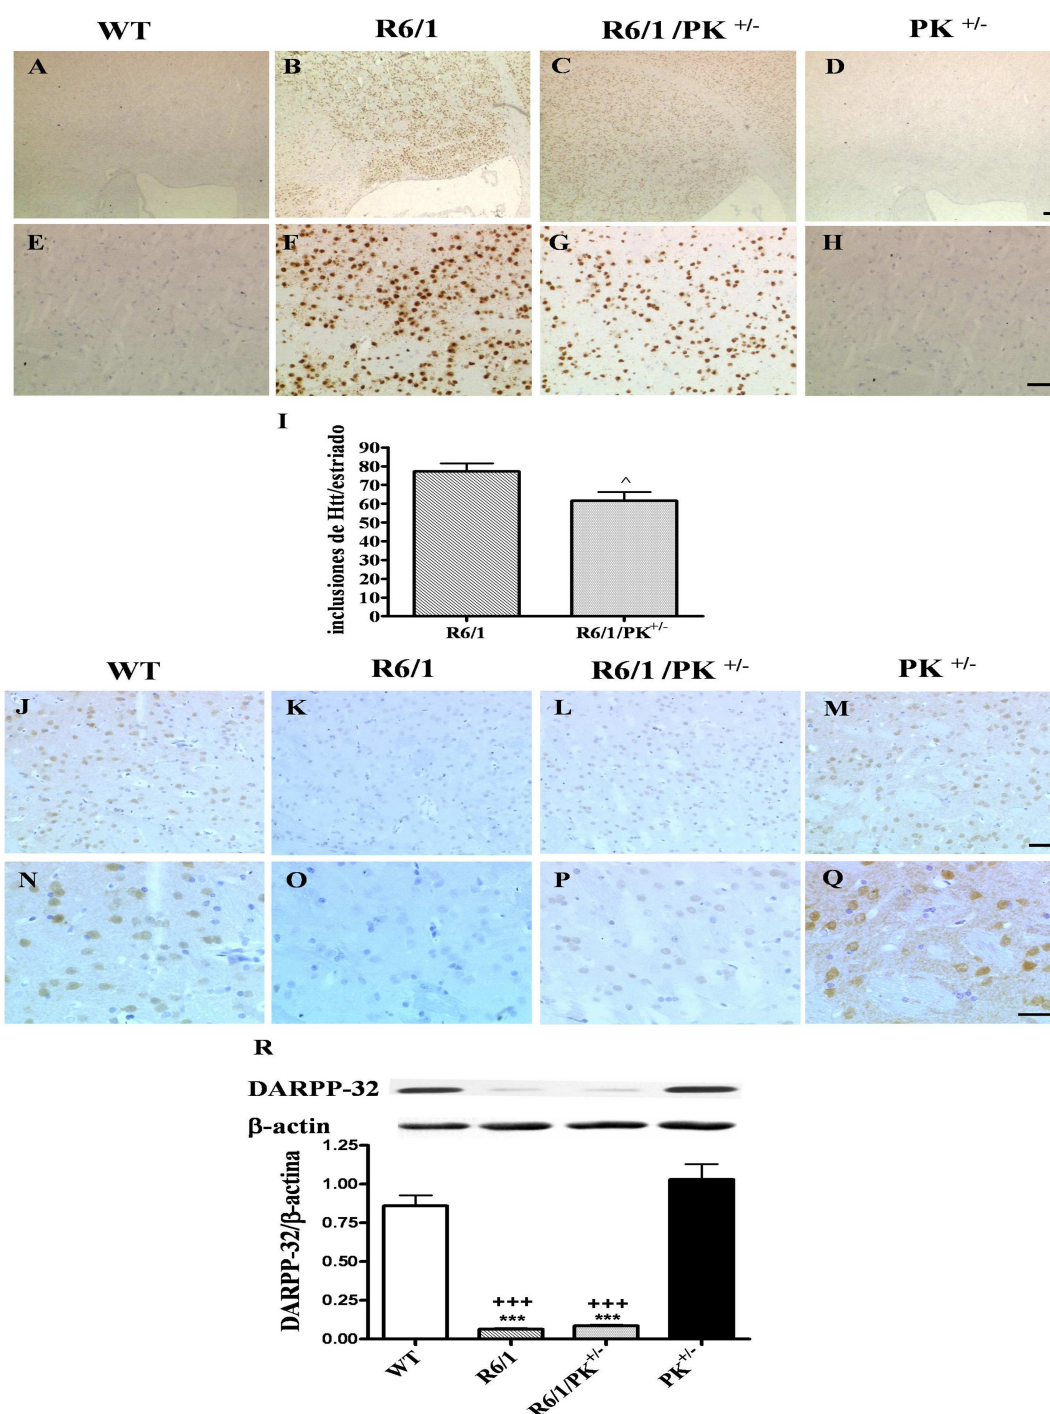 WT R6/1 R6/1 /PK +/- PK +/-
A B C D
E F G H
I
inclusiones de Htt/estriado
90
80
70
60
50
40
30
20
10
0
^
R6/1 R6/1/PK+/-
WT R6/1 R6/1 /PK +/- PK +/-
J K L M
N O P Q
R
DARPP-32
β-actin
DARPP-32/β-actina
1.25
1.00
0.75
0.50
0.25
0.00
+++ +++
*** ***
WT R6/1 R6/1/PK+/- PK+/-